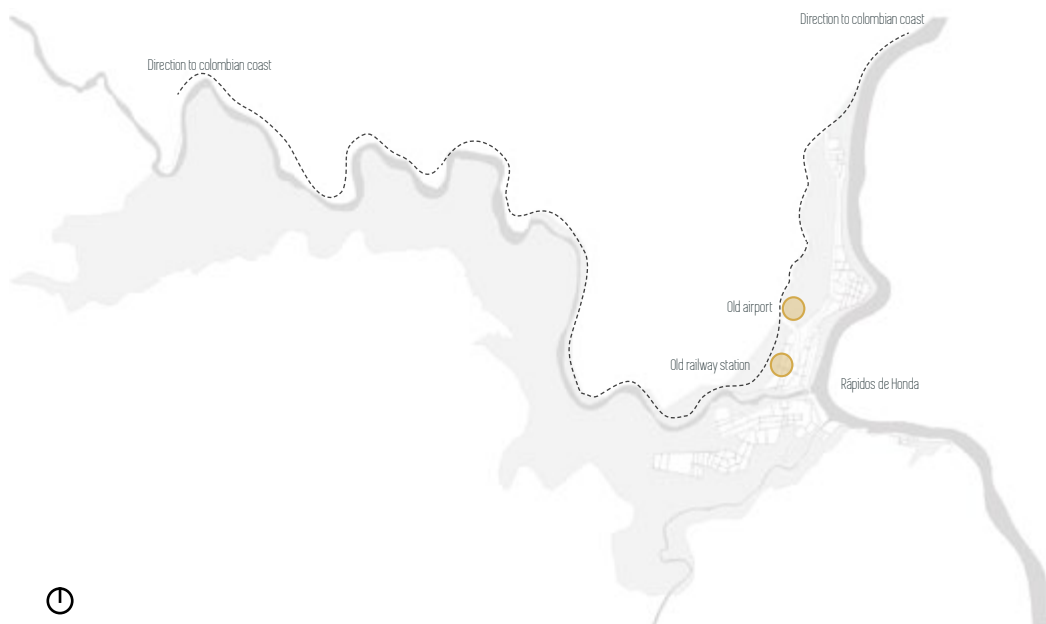 Direction to colombian coast
Direction to colombian coast
Old airport
Old railway station
Rápidos de Honda